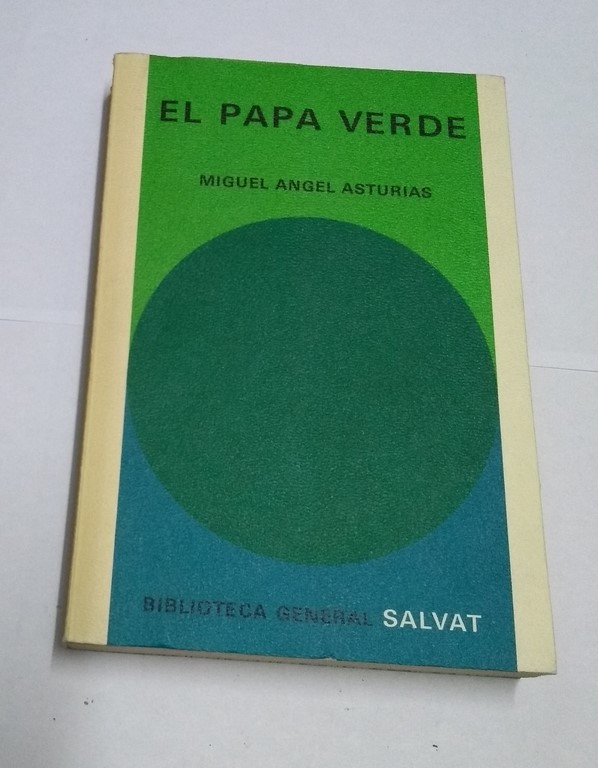 EL PAPA VERDE
MIGUEL ANGEL ASTURIAS
BIBLIOTECA GENERAL SALVAT